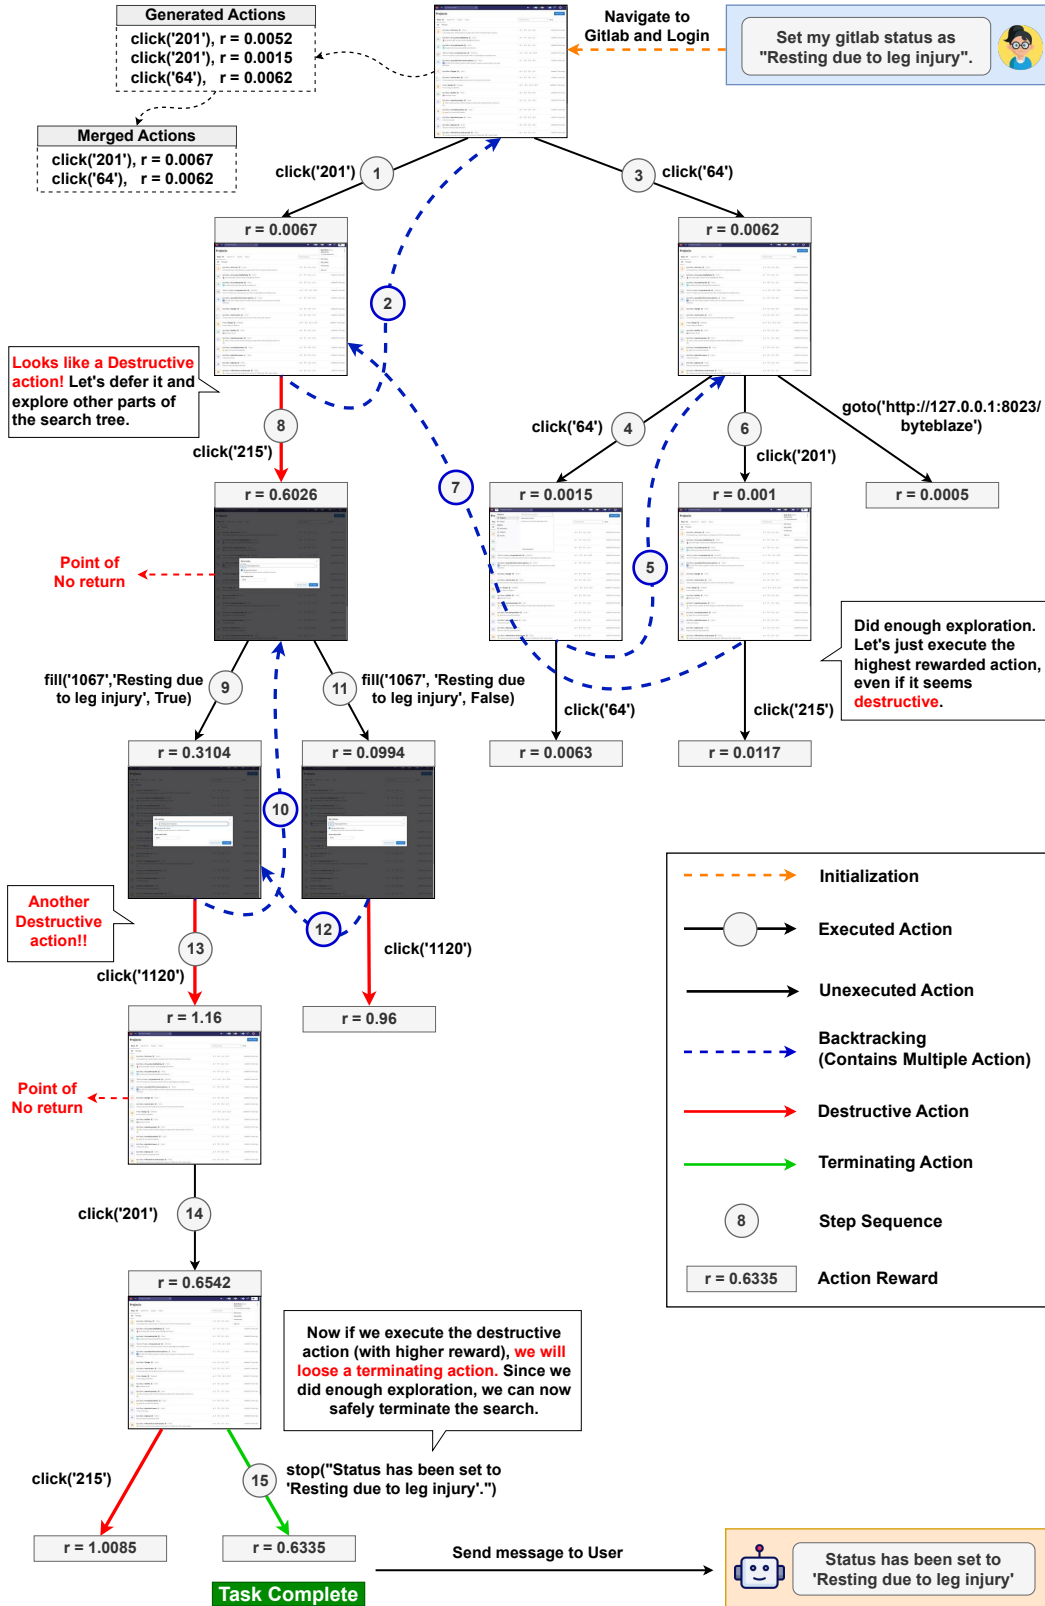 Generated Actions
click('201'), r = 0.0052
click('201'), r = 0.0015
click('64'), r = 0.0062
Merged Actions
click('201'), r = 0.0067
click('64'), r = 0.0062
Navigate to
Gitlab and Login
Set my gitlab status as
"Resting due to leg injury".
click('201')
1
3
click('64')
r = 0.0067
r = 0.0062
2
Looks like a Destructive
action! Let's defer it and
explore other parts of
the search tree.
8
click('215')
click('64')
4
6
click('201')
goto('http://127.0.0.1:8023/
byteblaze')
7
r = 0.6026
r = 0.0015
r = 0.001
r = 0.0005
Point of
No return
5
Did enough exploration.
Let's just execute the
highest rewarded action,
even if it seems
destructive.
fill('1067','Resting due
to leg injury', True)
9
11
fill('1067', 'Resting due
to leg injury', False)
click('64')
click('215')
r = 0.3104
r = 0.0994
r = 0.0063
r = 0.0117
10
Another
Destructive
action!!
12
13
click('1120')
click('1120')
r = 1.16
r = 0.96
Point of
No return
click('201')
14
r = 0.6542
Now if we execute the destructive
action (with higher reward), we will
loose a terminating action. Since we
did enough exploration, we can now
safely terminate the search.
click('215')
15
stop("Status has been set to
'Resting due to leg injury'.")
r = 1.0085
r = 0.6335
Task Complete
Send message to User
Status has been set to
'Resting due to leg injury'
Initialization
Executed Action
Unexecuted Action
Backtracking
(Contains Multiple Action)
Destructive Action
Terminating Action
8
Step Sequence
r = 0.6335
Action Reward